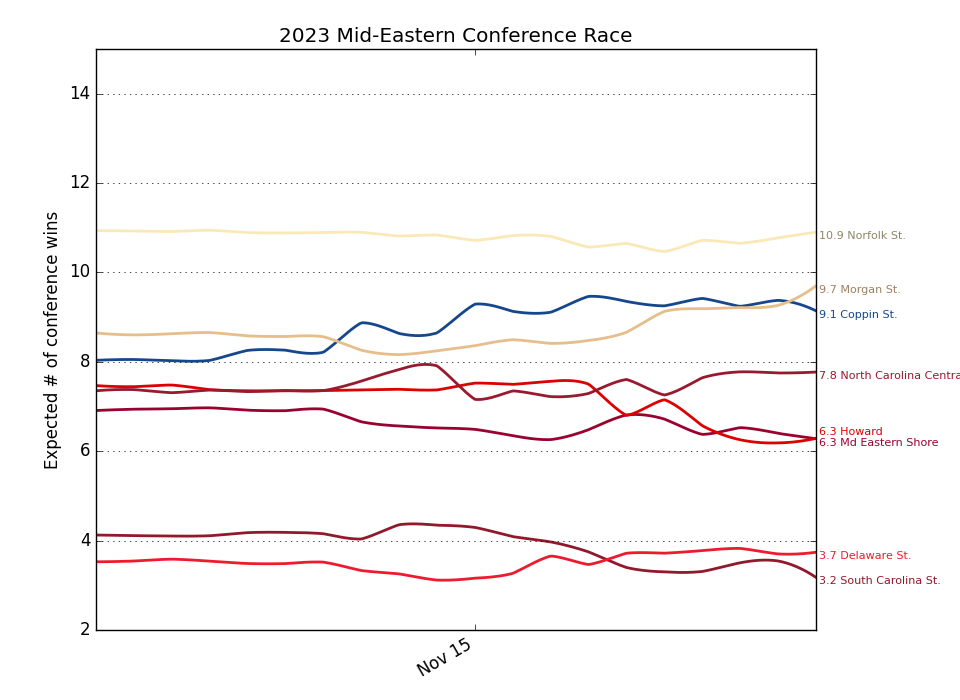 2023 Mid-Eastern Conference Race
Expected # of conference wins
14
12
10
8
6
4
2
Nov 15
10.9 Norfolk St.
9.7 Morgan St.
9.1 Coppin St.
7.8 North Carolina Centra
6.3 Howard
6.3 Md Eastern Shore
3.7 Delaware St.
3.2 South Carolina St.